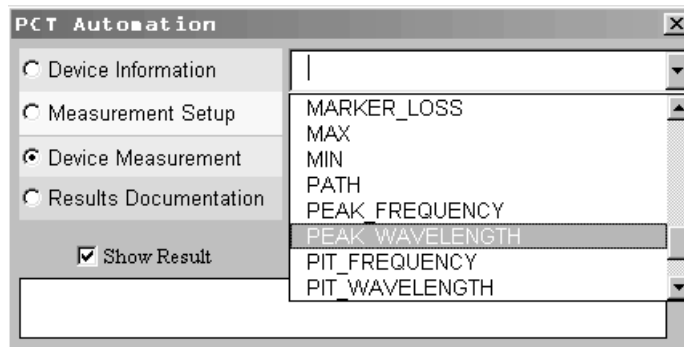 PCT Automation
Device Information
Measurement Setup
Device Measurement
Results Documentation
Show Result
MARKER_LOSS
MAX
MIN
PATH
PEAK_FREQUENCY
PEAK_WAVELENGTH
PIT_FREQUENCY
PIT_WAVELENGTH